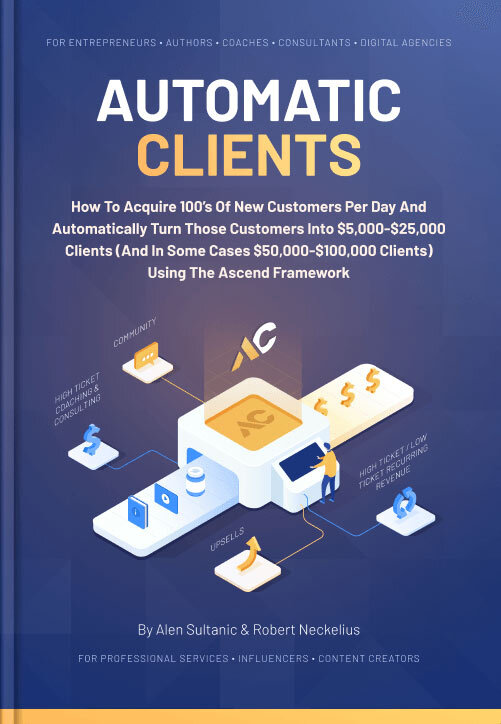 FOR ENTREPRENEURS • AUTHORS • COACHES • CONSULTANTS • DIGITAL AGENCIES
AUTOMATIC
CLIENTS
How To Acquire 100's Of New Customers Per Day And
Automatically Turn Those Customers Into $5,000-$25,000
Clients (And In Some Cases $50,000-$100,000 Clients)
Using The Ascend Framework
COMMUNITY
AC
HIGH TICKET
COACHING &
CONSULTING
AC
HIGH TICKET / LOW
TICKET RECURRING
REVENUE
UPSELLS
By Alen Sultanic & Robert Neckelius
FOR PROFESSIONAL SERVICES • INFLUENCERS • CONTENT CREATORS